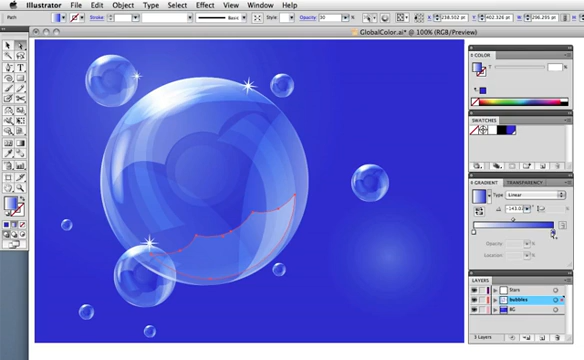 Illustrator File Edit Object Type Select Effect View Window Help
Path Stroke: Basic Style Opacity: 30
GlobalColor.ai* @ 100% (RGB/Preview)
COLOR
T
SWATCHES
GRADIENT TRANSPARENCY
Type: Linear
Opacity: %
Location: %
LAYERS
Stars
bubbles
BG
3 Layers